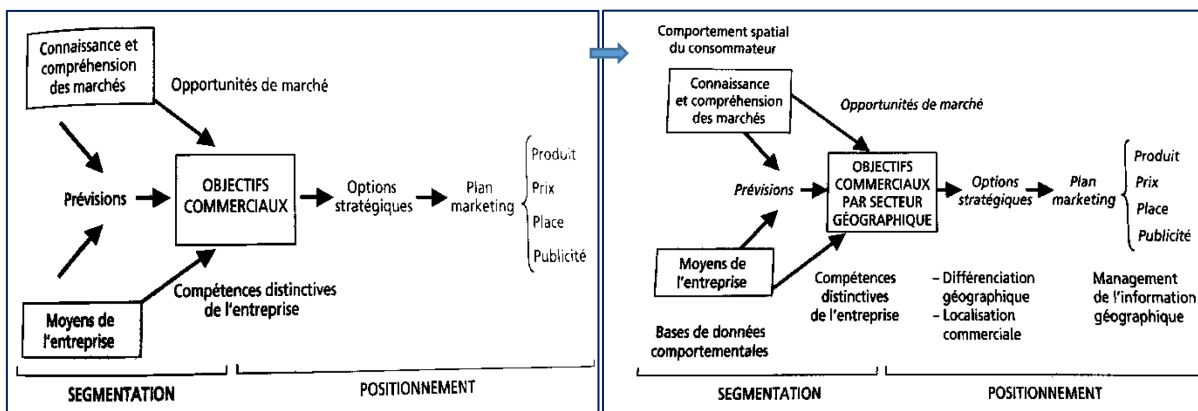 Connaissance et
compréhension
des marchés
Opportunités de marché
Prévisions
OBJECTIFS
COMMERCIAUX
Options
stratégiques
Plan
marketing
Produit
Prix
Place
Publicité
Compétences distinctives
de l'entreprise
Moyens de
l'entreprise
SEGMENTATION
POSITIONNEMENT
Comportement spatial
du consommateur
Connaissance
et compréhension
des marchés
Opportunités de marché
Prévisions
OBJECTIFS
COMMERCIAUX
PAR SECTEUR
GÉOGRAPHIQUE
Options
stratégiques
Plan
marketing
Produit
Prix
Place
Publicité
Moyens de
l'entreprise
Compétences
distinctives
de l'entreprise
– Différenciation
géographique
– Localisation
commerciale
Management
de l'information
géographique
Bases de données
comportementales
SEGMENTATION
POSITIONNEMENT